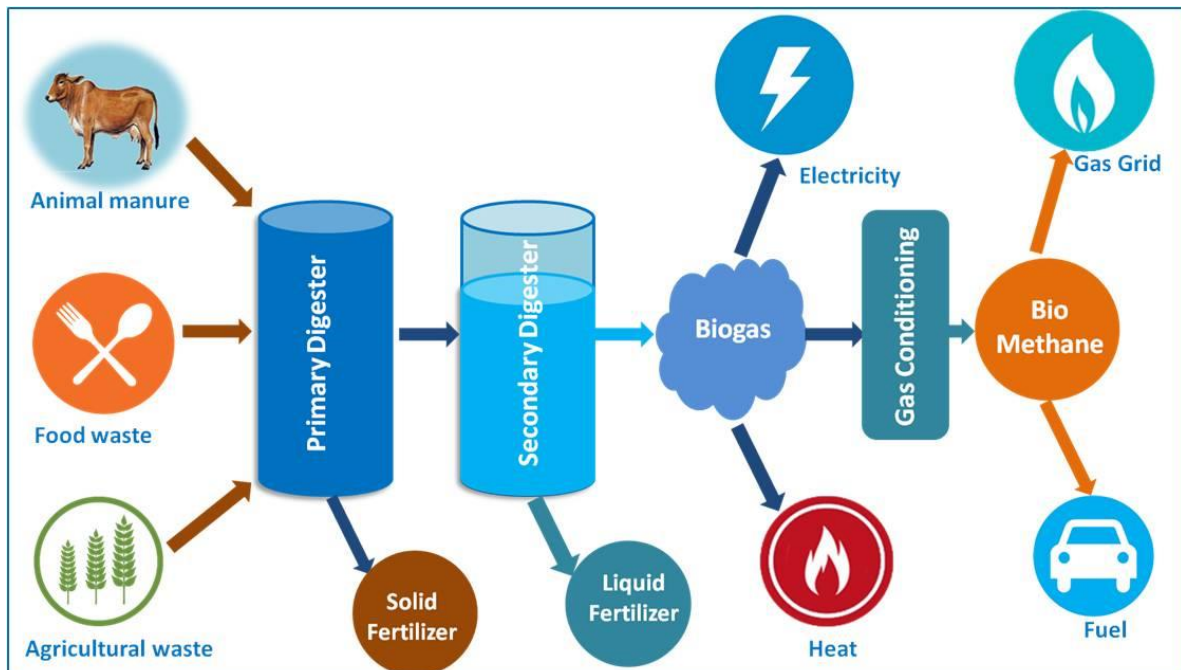 Animal manure
Food waste
Agricultural waste
Primary Digester
Solid
Fertilizer
Secondary Digester
Liquid
Fertilizer
Electricity
Biogas
Heat
Gas Conditioning
Gas Grid
Bio
Methane
Fuel